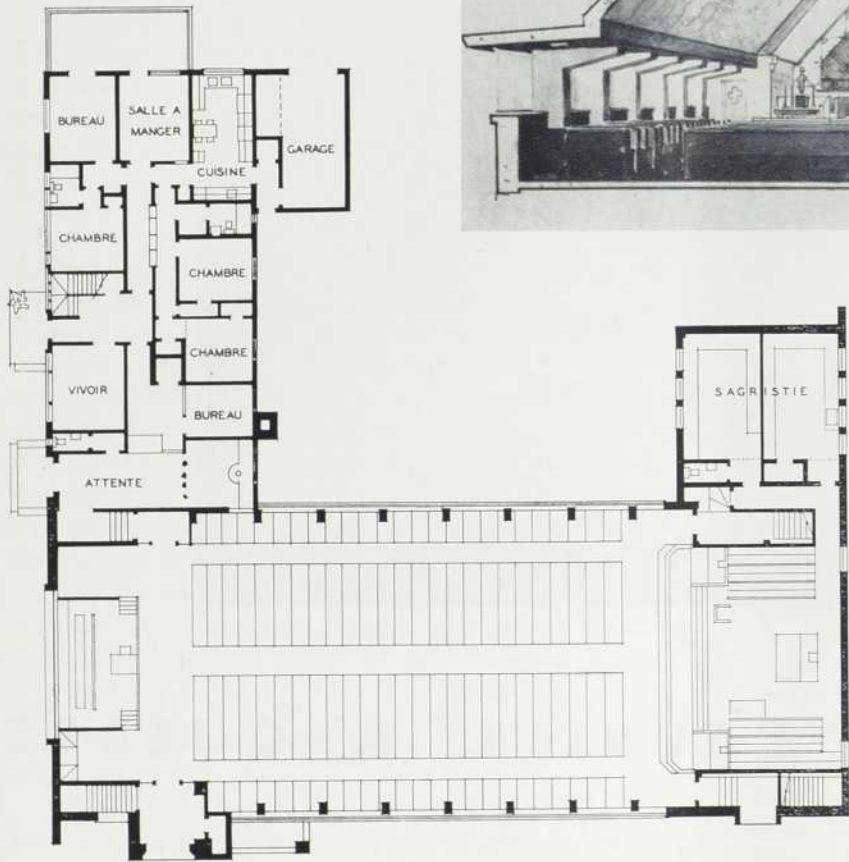 BUREAU
SALLE A
MANGER
CUISINE
GARAGE
CHAMBRE
CHAMBRE
CHAMBRE
VIVOIR
BUREAU
ATTENTE
SACRISTIE